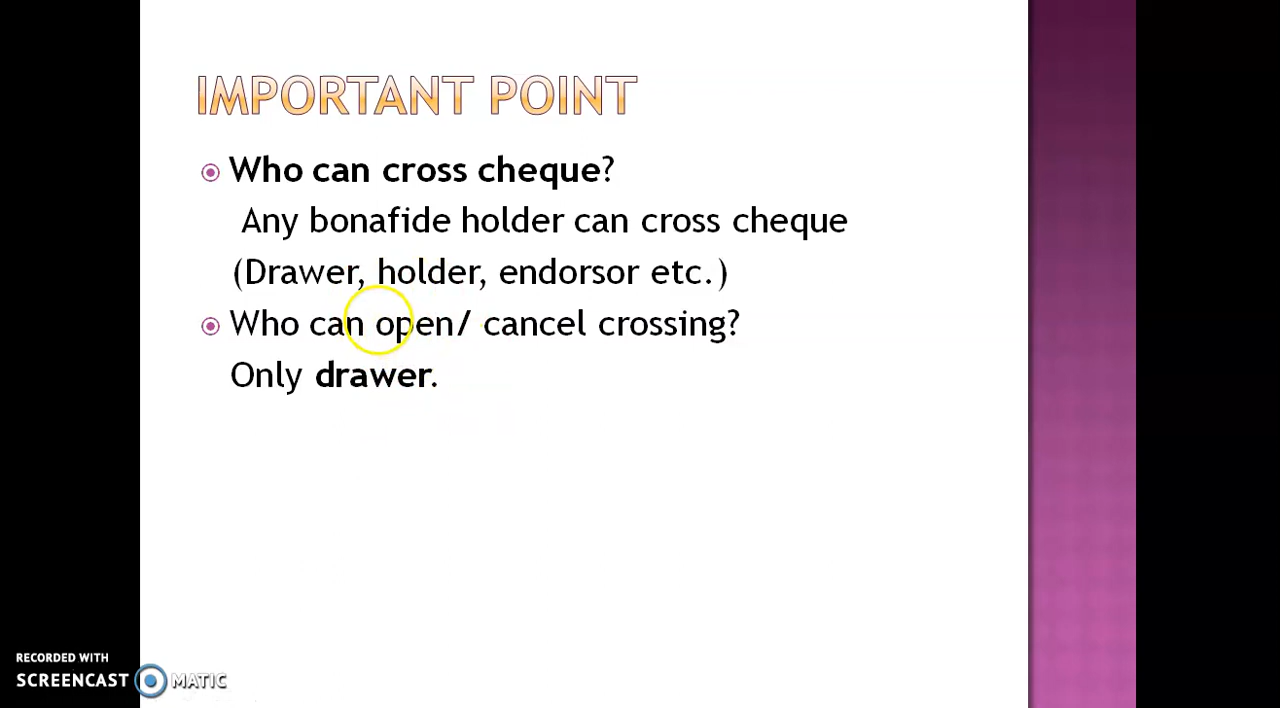 IMPORTANT POINT
Who can cross cheque?
Any bonafide holder can cross cheque
(Drawer, holder, endorsor etc.)
Who can open/ cancel crossing?
Only drawer.
RECORDED WITH
SCREENCAST MATIC